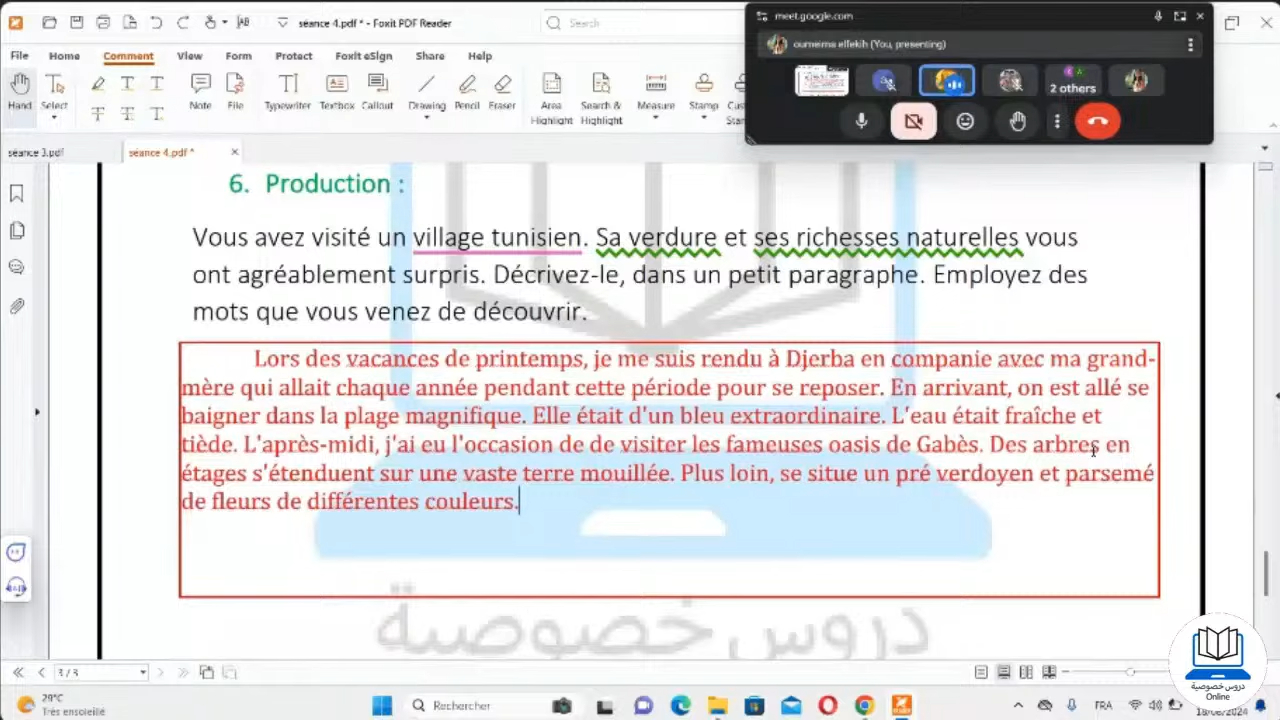 séance 4.pdf * - Foxit PDF Reader
Search
meet.google.com
oumeima elfekih (You, presenting)
2 others
File Home Comment View Form Protect Foxit eSign Share Help
Hand Select Note File Typewriter Textbox Callout Drawing Pencil Eraser Area Highlight Search & Highlight Measure Stamp
séance 3.pdf séance 4.pdf *
6. Production :
Vous avez visité un village tunisien. Sa verdure et ses richesses naturelles vous
ont agréablement surpris. Décrivez-le, dans un petit paragraphe. Employez des
mots que vous venez de découvrir.
Lors des vacances de printemps, je me suis rendu à Djerba en companie avec ma grand-
mère qui allait chaque année pendant cette période pour se reposer. En arrivant, on est allé se
baigner dans la plage magnifique. Elle était d'un bleu extraordinaire. L'eau était fraîche et
tiède. L'après-midi, j'ai eu l'occasion de de visiter les fameuses oasis de Gabès. Des arbres en
étages s'étendent sur une vaste terre mouillée. Plus loin, se situe un pré verdoyen et parsemé
de fleurs de différentes couleurs.
دروس خصوصية
3 / 3
دروس خصوصية
Online
29°C
Très ensoleillé
Rechercher
FRA
18/08/2024